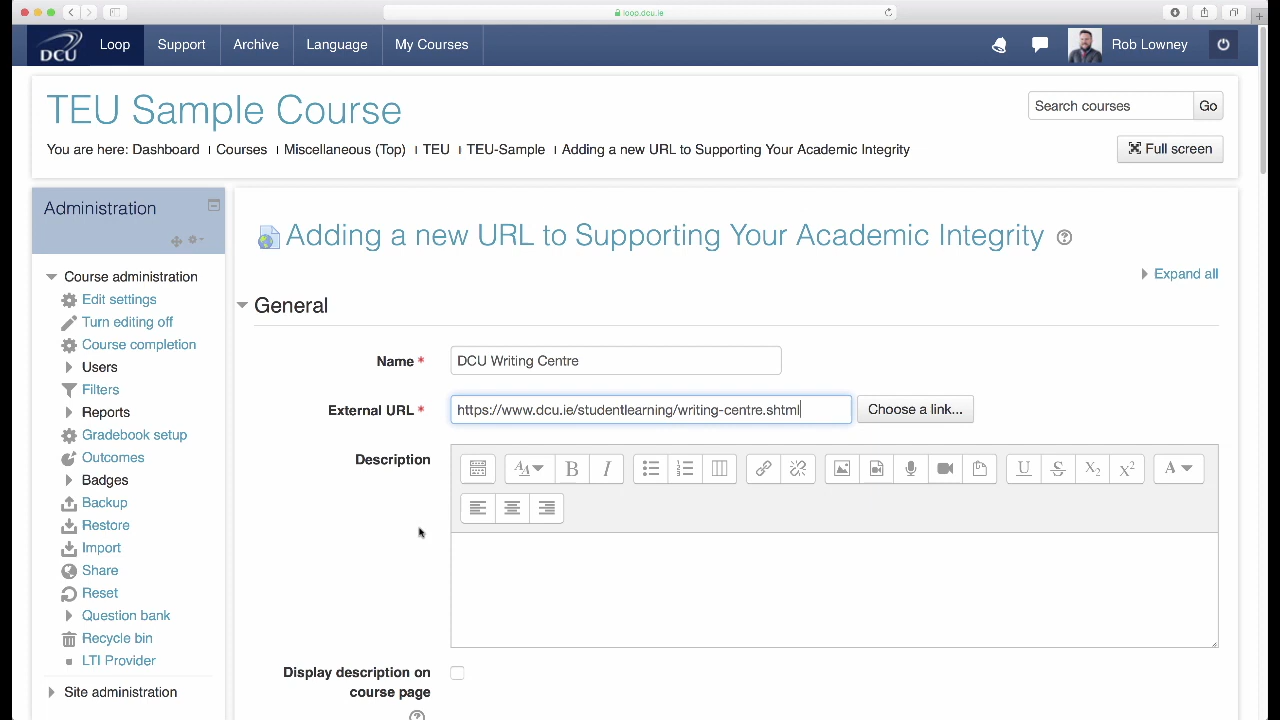 loop.dcu.ie
DCU Loop Support Archive Language My Courses Rob Lowney
TEU Sample Course
Search courses Go
You are here: Dashboard Courses Miscellaneous (Top) TEU TEU-Sample Adding a new URL to Supporting Your Academic Integrity
Full screen
Administration
Course administration
Edit settings
Turn editing off
Course completion
Users
Filters
Reports
Gradebook setup
Outcomes
Badges
Backup
Restore
Import
Share
Reset
Question bank
Recycle bin
LTI Provider
Site administration
Adding a new URL to Supporting Your Academic Integrity
Expand all
General
Name * DCU Writing Centre
External URL * https://www.dcu.ie/studentlearning/writing-centre.shtml Choose a link...
Description
Display description on
course page